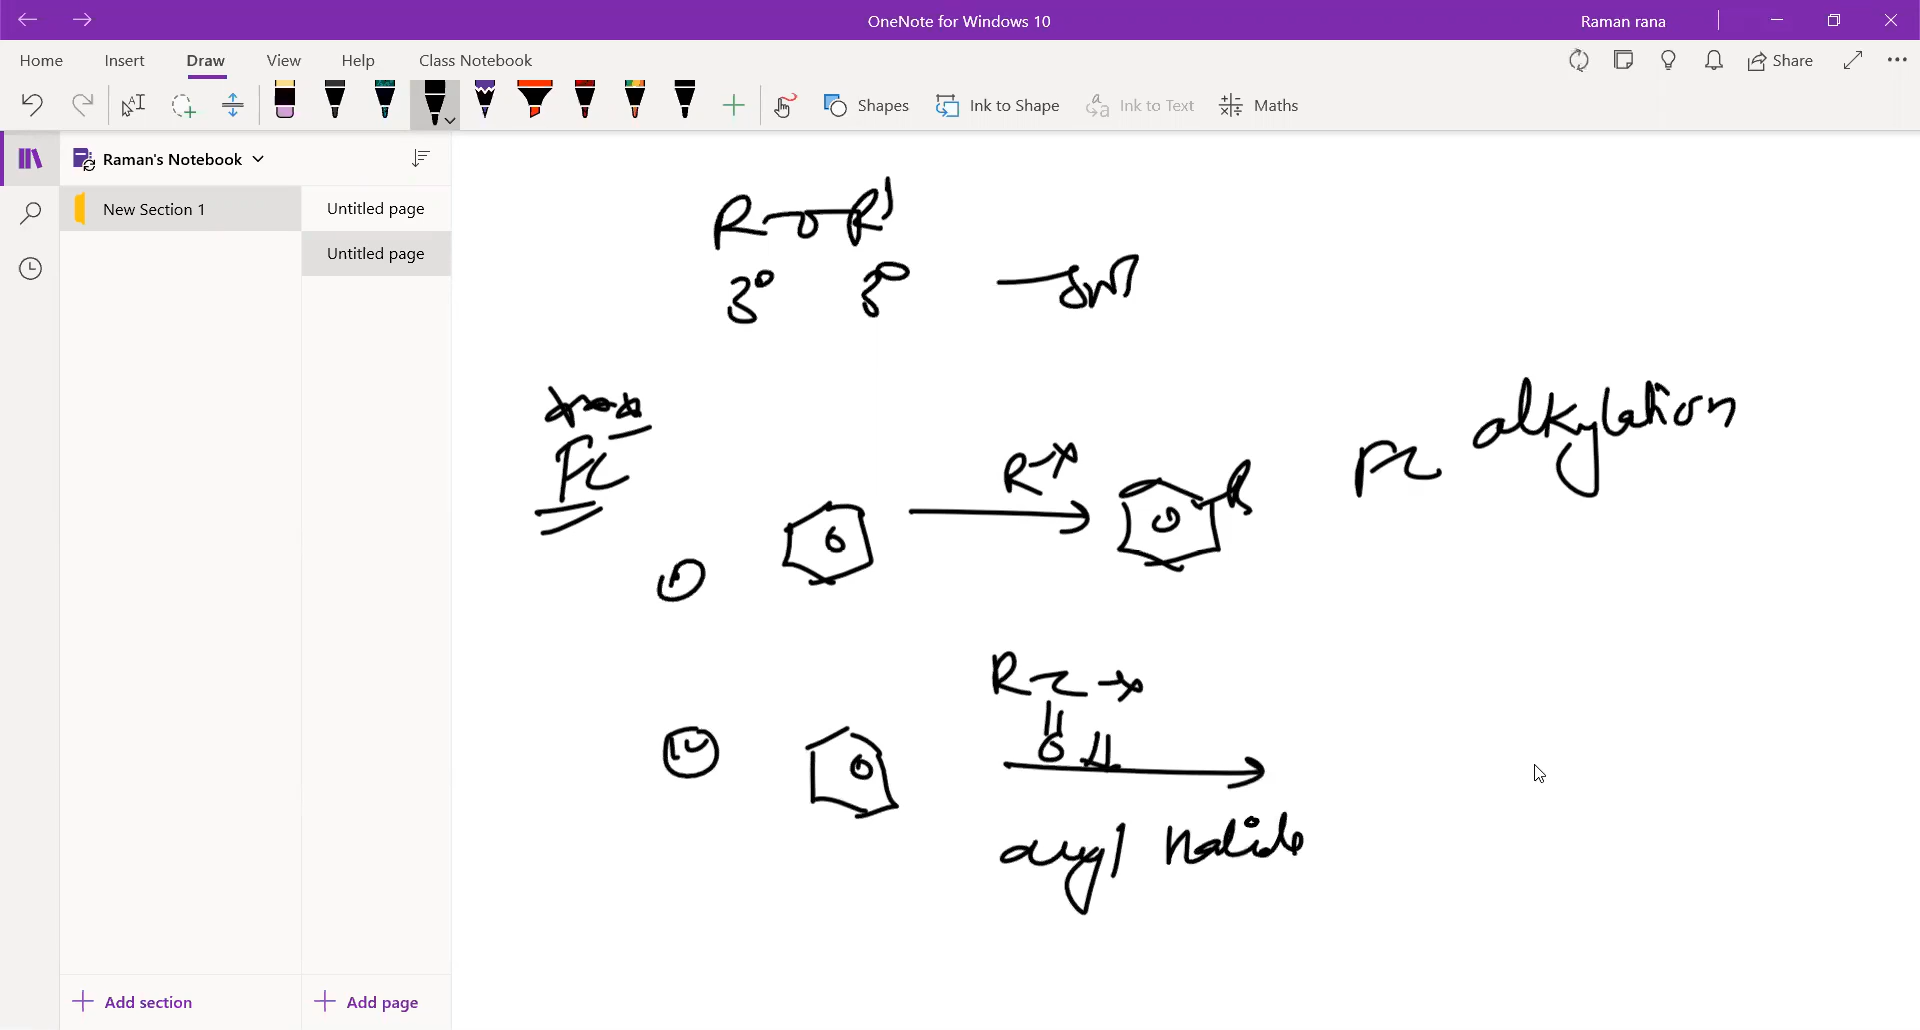 OneNote for Windows 10
Raman rana
Home Insert Draw View Help Class Notebook
Share
Shapes Ink to Shape Ink to Text Maths
Raman's Notebook
New Section 1
Untitled page
Untitled page
R-O-R'
3° 3°
FC
R-X
R
FC alkylation
R-C-X
O
halide
Add section
Add page